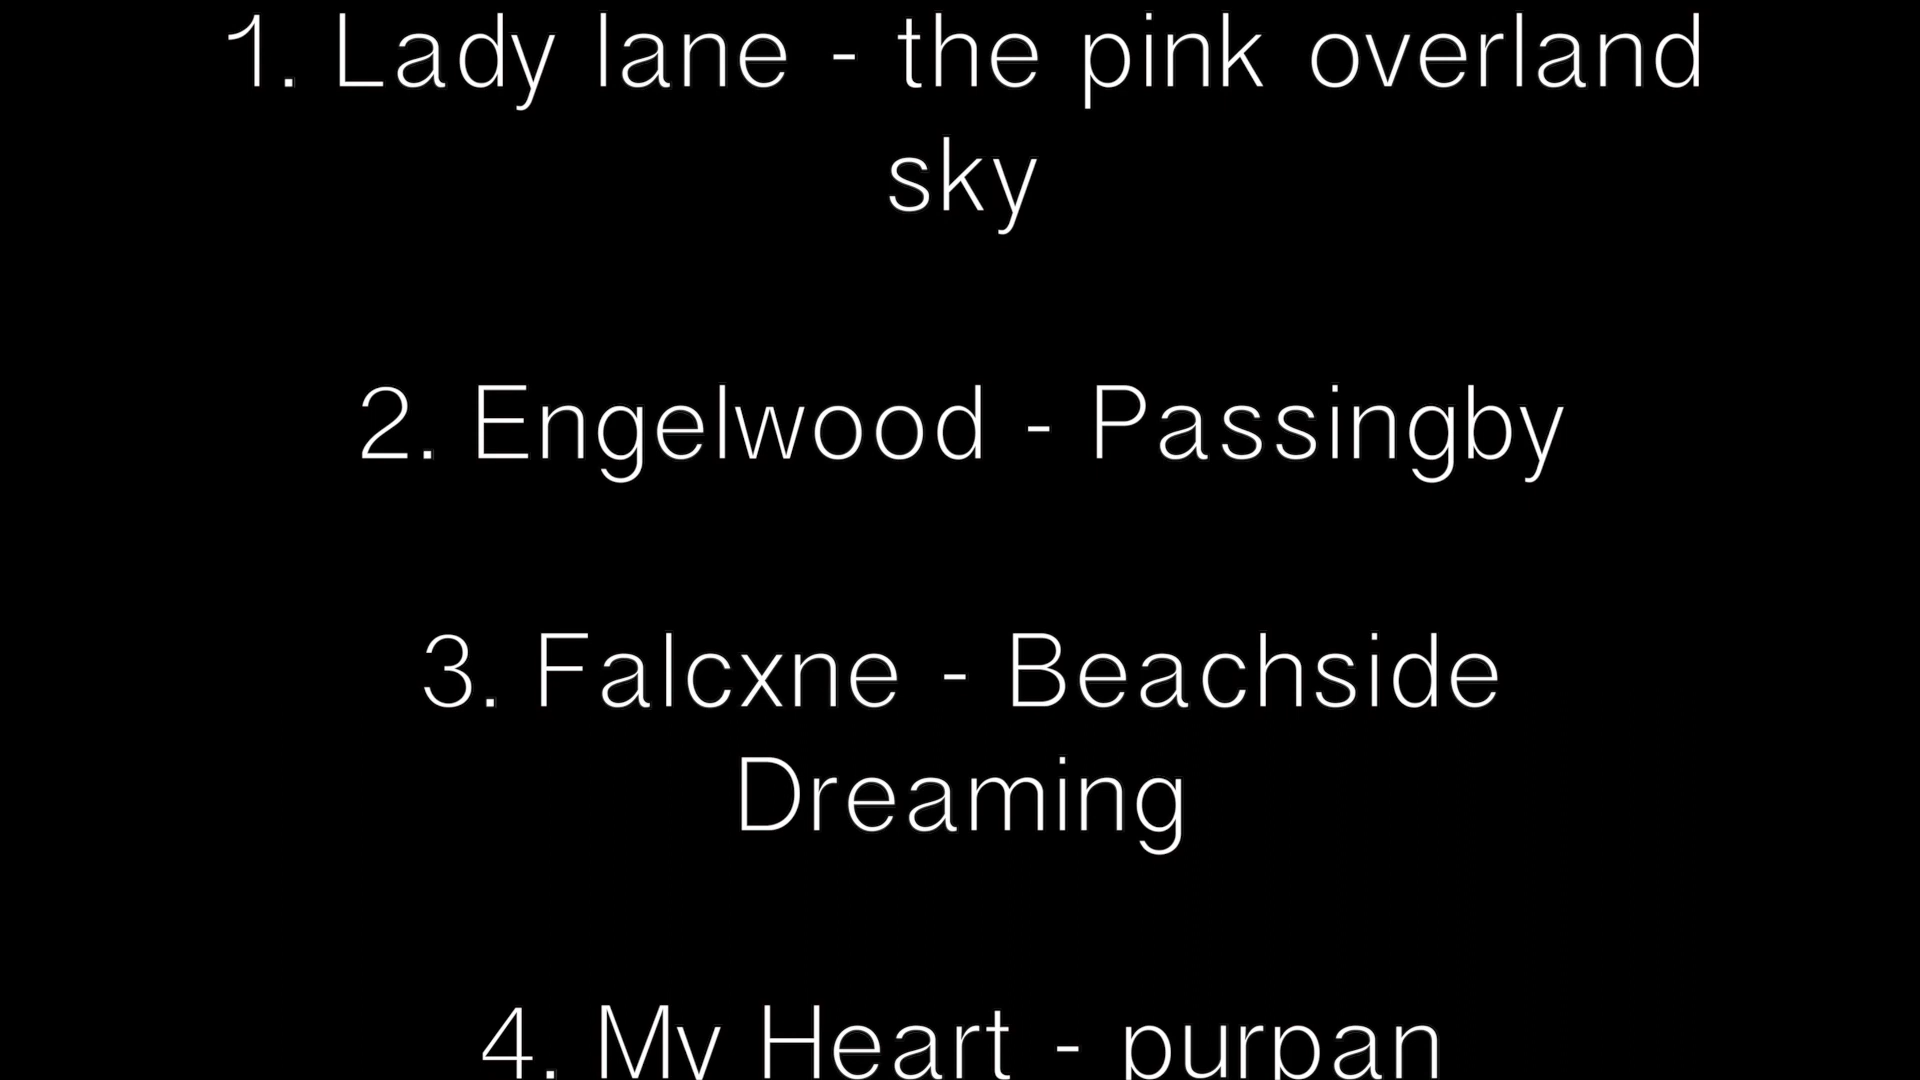 1. Lady lane - the pink overland
sky
2. Engelwood - Passingby
3. Falcxne - Beachside
Dreaming
4. My Heart - purpan